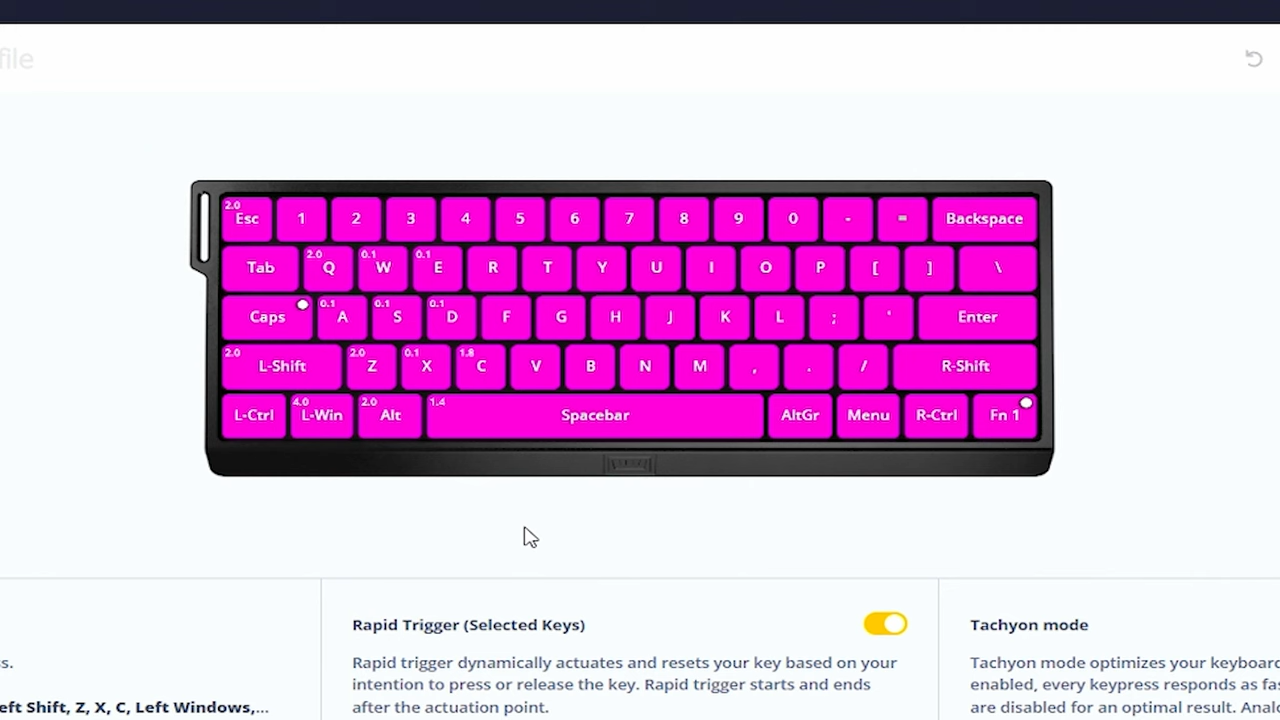 file
2.0
Esc 1 2 3 4 5 6 7 8 9 0 - = Backspace
2.0 0.1 0.1
Tab Q W E R T Y U I O P [ ] \
0.1 0.1 0.1
Caps A S D F G H J K L ; ' Enter
2.0 2.0 0.1 1.8
L-Shift Z X C V B N M , . / R-Shift
4.0 2.0 1.4
L-Ctrl L-Win Alt Spacebar AltGr Menu R-Ctrl Fn 1
s.
eft Shift, Z, X, C, Left Windows,...
Rapid Trigger (Selected Keys)
Rapid trigger dynamically actuates and resets your key based on your
intention to press or release the key. Rapid trigger starts and ends
after the actuation point.
Tachyon mode
Tachyon mode optimizes your keyboard
enabled, every keypress responds as fas
are disabled for an optimal result. Analo